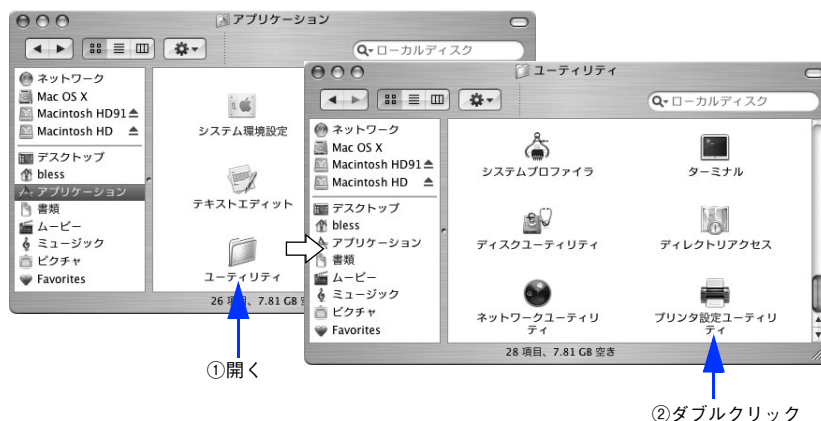 アプリケーション
ローカルディスク
ネットワーク
Mac OS X
Macintosh HD91
Macintosh HD
デスクトップ
bless
アプリケーション
書類
ムービー
ミュージック
ピクチャ
Favorites
システム環境設定
テキストエディット
ユーティリティ
26 項目、7.81 GB
①開く
ユーティリティ
ローカルディスク
ネットワーク
Mac OS X
Macintosh HD91
Macintosh HD
デスクトップ
bless
アプリケーション
書類
ムービー
ミュージック
ピクチャ
Favorites
システムプロファイラ
ターミナル
ディスクユーティリティ
ディレクトリアクセス
ネットワークユーティリ
ティ
プリンタ設定ユーティリ
ティ
28 項目、7.81 GB 空き
②ダブルクリック